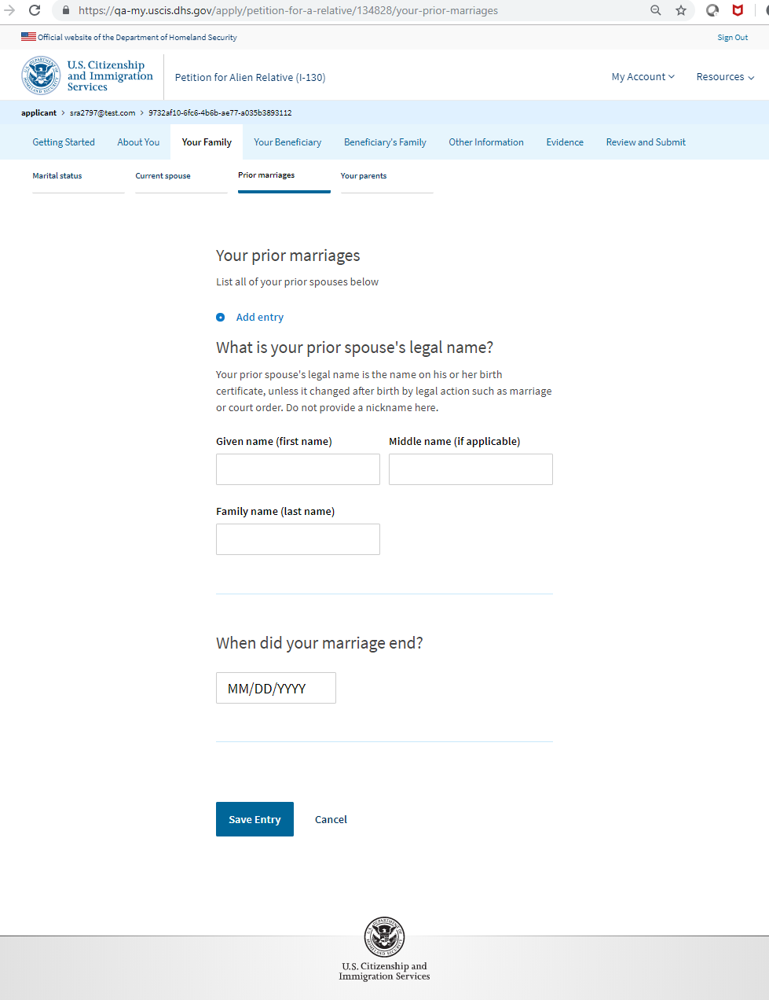 https://qa-my.uscis.dhs.gov/apply/petition-for-a-relative/134828/your-prior-marriages
Official website of the Department of Homeland Security
Sign Out
U.S. Citizenship
and Immigration
Services
Petition for Alien Relative (I-130)
My Account
Resources
applicant > sra2797@test.com > 9732af10-6fc6-4b6b-ae77-a035b3893112
Getting Started About You Your Family Your Beneficiary Beneficiary's Family Other Information Evidence Review and Submit
Marital status Current spouse Prior marriages Your parents
Your prior marriages
List all of your prior spouses below
Add entry
What is your prior spouse's legal name?
Your prior spouse's legal name is the name on his or her birth
certificate, unless it changed after birth by legal action such as marriage
or court order. Do not provide a nickname here.
Given name (first name) Middle name (if applicable)
Family name (last name)
When did your marriage end?
MM/DD/YYYY
Save Entry Cancel
U.S. Citizenship and
Immigration Services